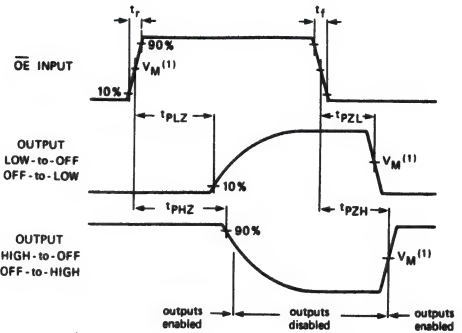 tr
tf
90%
OE INPUT
VM(1)
10%
tPLZ
tPZL
OUTPUT
LOW-to-OFF
OFF-to-LOW
VM(1)
10%
tPHZ
tPZH
90%
OUTPUT
HIGH-to-OFF
OFF-to-HIGH
VM(1)
outputs
enabled
outputs
disabled
outputs
enabled